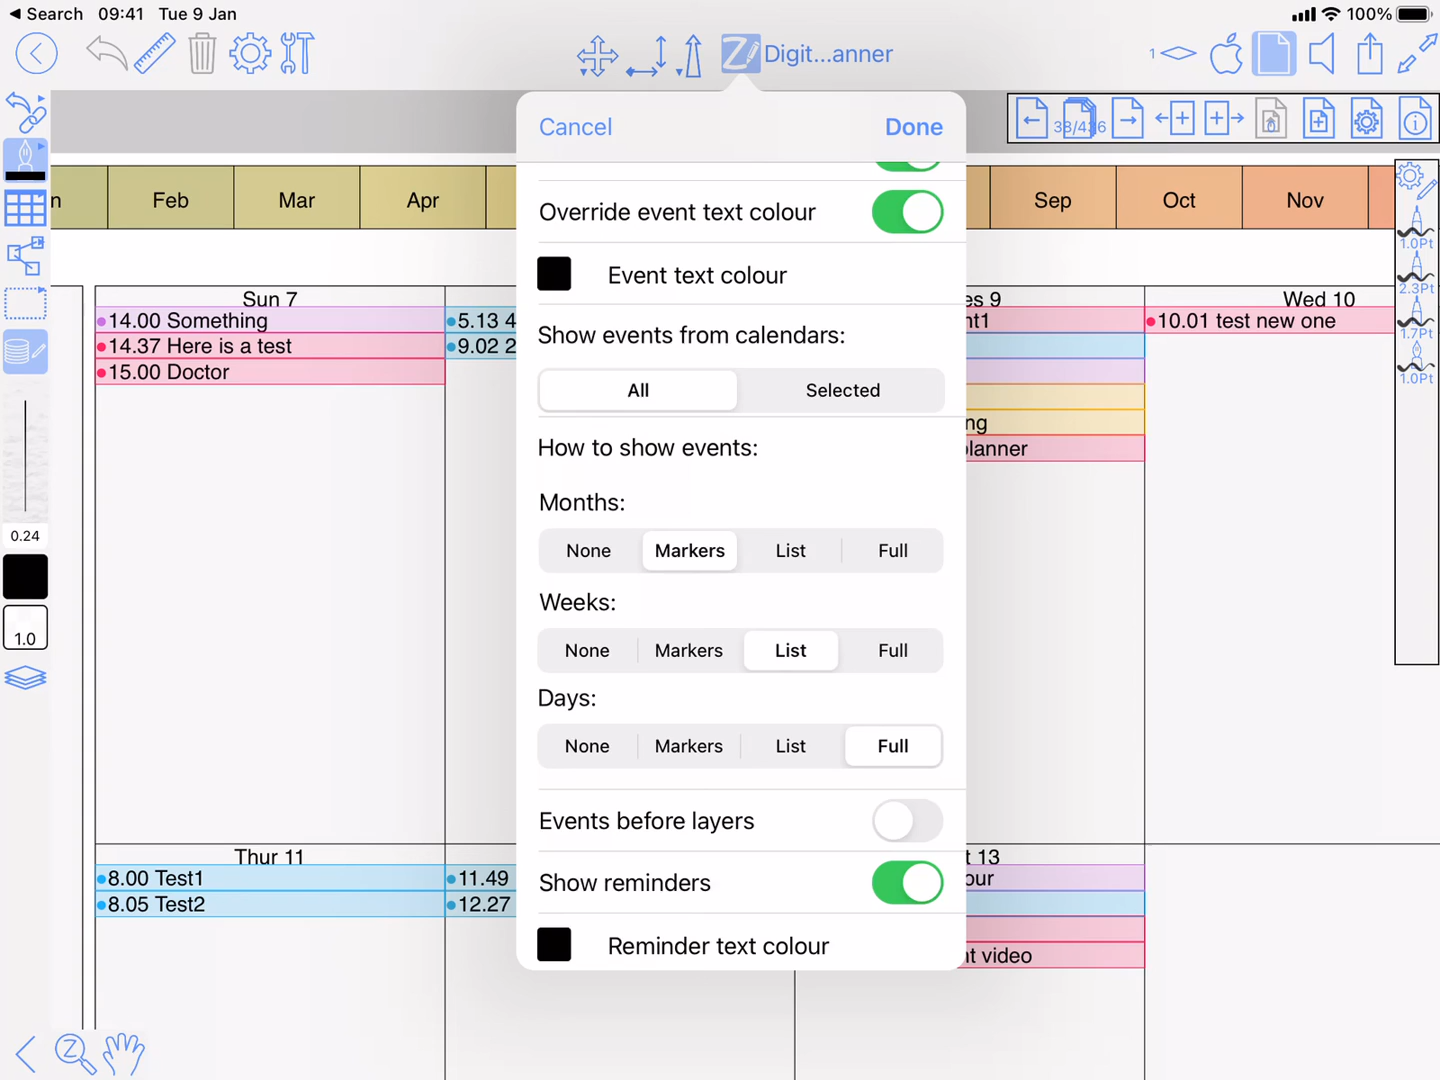 Search 09:41 Tue 9 Jan 100%
Digit...anner
1
38/436
Cancel Done
n Feb Mar Apr Sep Oct Nov
Override event text colour
Event text colour
Show events from calendars:
All Selected
How to show events:
Months:
None Markers List Full
Weeks:
None Markers List Full
Days:
None Markers List Full
Events before layers
Show reminders
Reminder text colour
Sun 7
14.00 Something
14.37 Here is a test
15.00 Doctor
5.13 4
9.02 2
es 9
nt1
ng
lanner
Wed 10
10.01 test new one
Thur 11
8.00 Test1
8.05 Test2
11.49
12.27
t 13
our
nt video
0.24
1.0
1.0Pt
2.3Pt
1.7Pt
1.0Pt